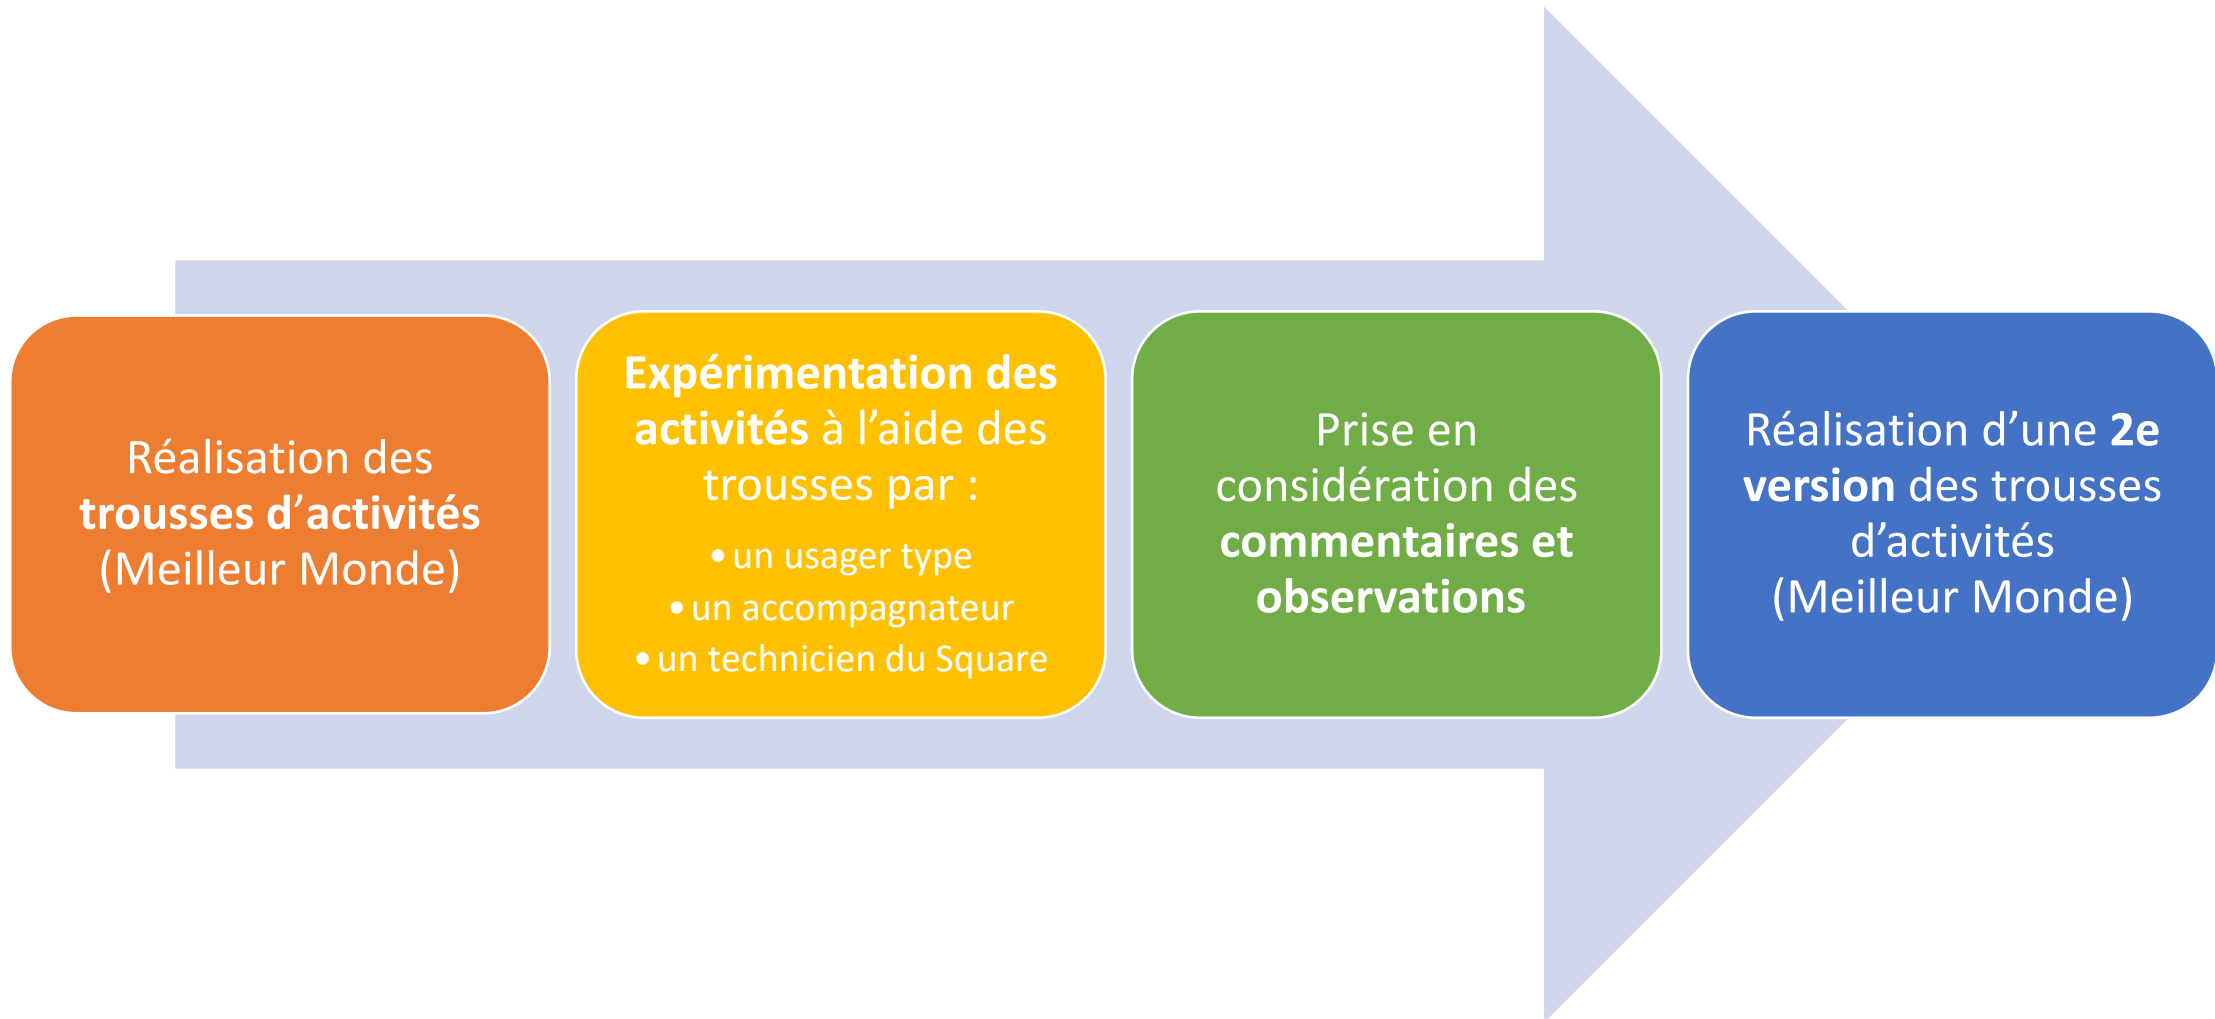 Réalisation des
trousses d’activités
(Meilleur Monde)
Expérimentation des
activités à l’aide des
trousses par :
• un usager type
• un accompagnateur
• un technicien du Square
Prise en
considération des
commentaires et
observations
Réalisation d’une 2e
version des trousses
d’activités
(Meilleur Monde)